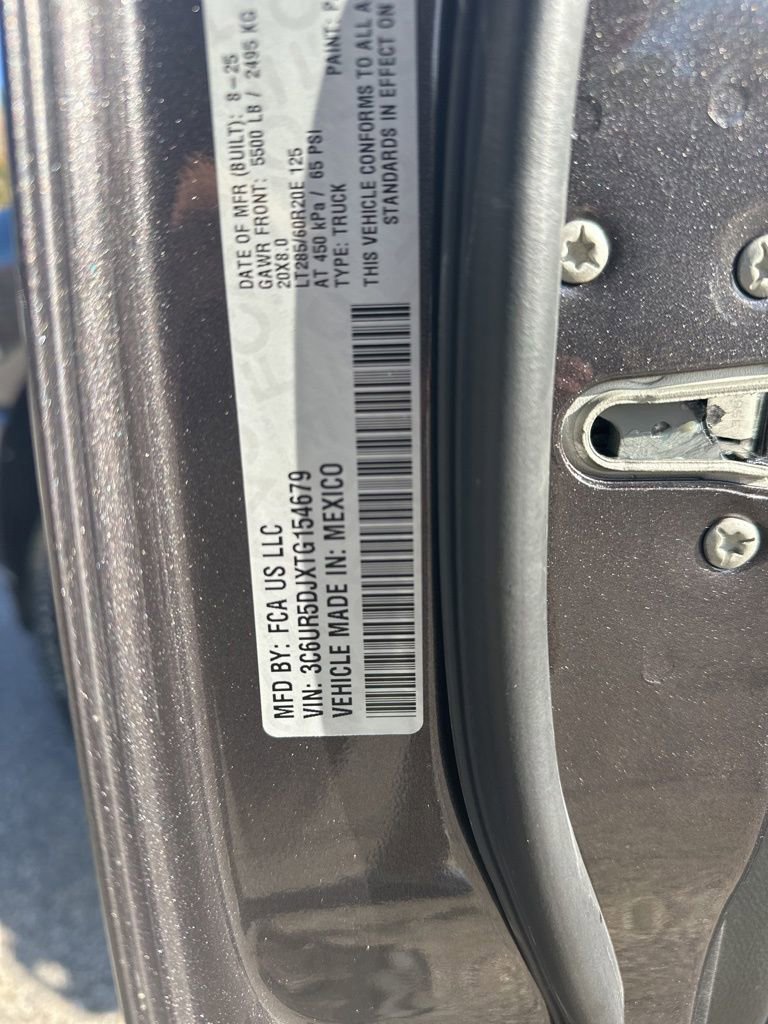 MFD BY: FCA US LLC
VIN: 3C6UR5DJXTG154679
VEHICLE MADE IN: MEXICO
DATE OF MFR (BUILT): 8-25
GAWR FRONT: 5500 LB / 2495 KG
20X8.0
LT285/60R20E 125
AT 450 kPa / 65 PSI
TYPE: TRUCK PAINT: P
THIS VEHICLE CONFORMS TO ALL A
STANDARDS IN EFFECT ON